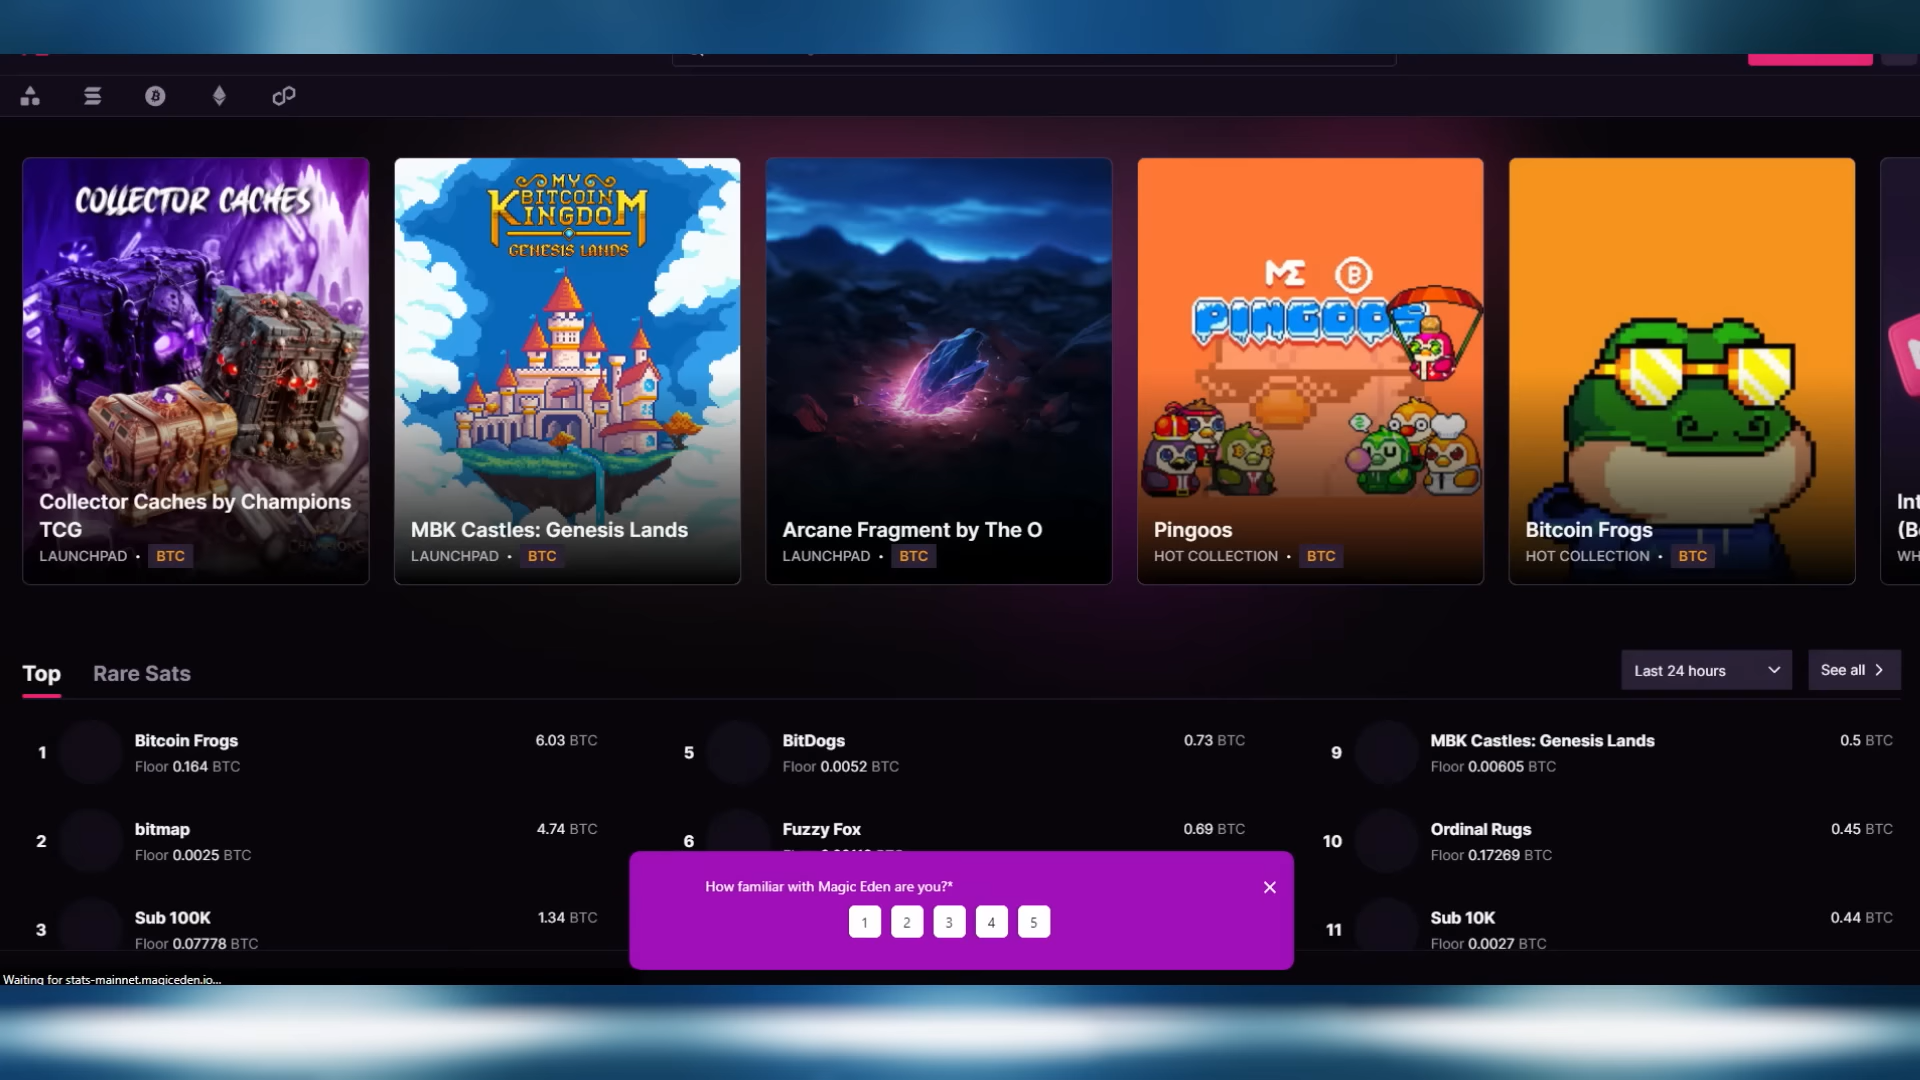 COLLECTOR CACHES
Collector Caches by Champions
TCG
LAUNCHPAD • BTC
MY
BITCOIN
KINGDOM
GENESIS LANDS
MBK Castles: Genesis Lands
LAUNCHPAD • BTC
Arcane Fragment by The O
LAUNCHPAD • BTC
ME B
PINGOOS
Pingoos
HOT COLLECTION • BTC
Bitcoin Frogs
HOT COLLECTION • BTC
Top Rare Sats
Last 24 hours
See all
1 Bitcoin Frogs 6.03 BTC
Floor 0.164 BTC
2 bitmap 4.74 BTC
Floor 0.0025 BTC
3 Sub 100K 1.34 BTC
Floor 0.07778 BTC
5 BitDogs 0.73 BTC
Floor 0.0052 BTC
6 Fuzzy Fox 0.69 BTC
9 MBK Castles: Genesis Lands 0.5 BTC
Floor 0.00605 BTC
10 Ordinal Rugs 0.45 BTC
Floor 0.17269 BTC
11 Sub 10K 0.44 BTC
Floor 0.0027 BTC
How familiar with Magic Eden are you?*
1 2 3 4 5
Waiting for stats-mainnet.magiceden.io...